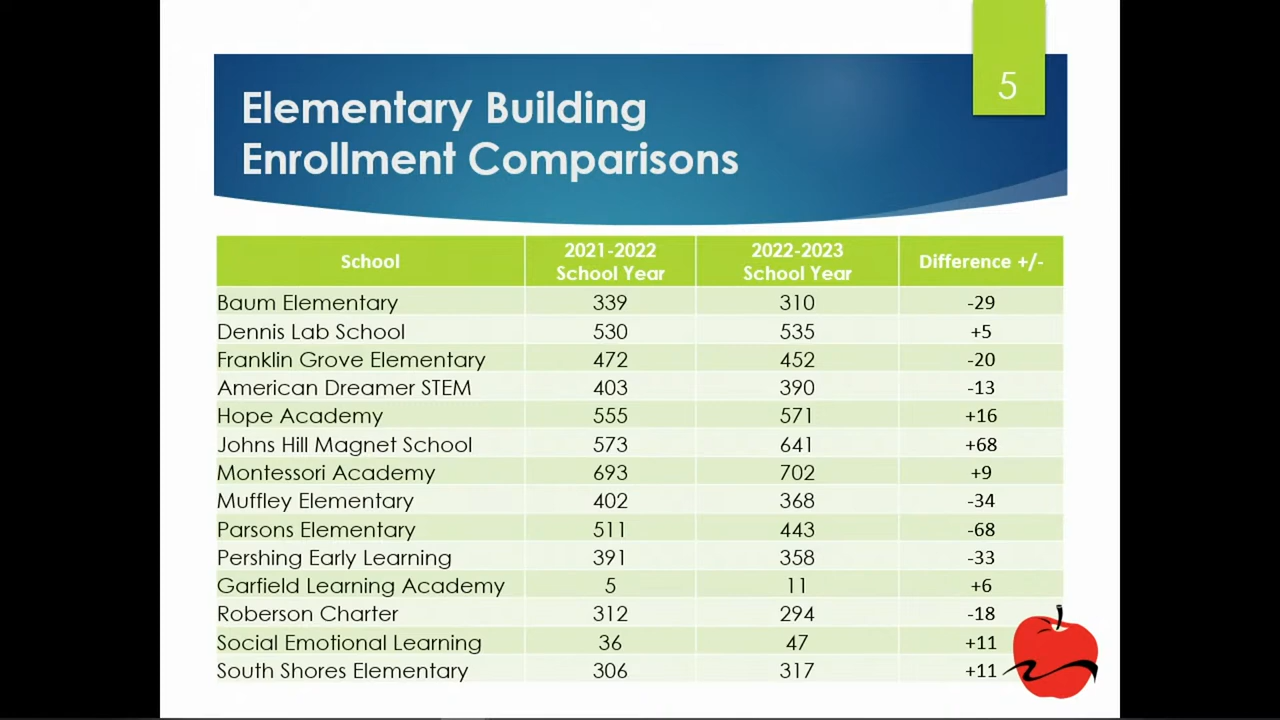 5
Elementary Building
Enrollment Comparisons
School 2021-2022 School Year 2022-2023 School Year Difference +/-
Baum Elementary 339 310 -29
Dennis Lab School 530 535 +5
Franklin Grove Elementary 472 452 -20
American Dreamer STEM 403 390 -13
Hope Academy 555 571 +16
Johns Hill Magnet School 573 641 +68
Montessori Academy 693 702 +9
Muffley Elementary 402 368 -34
Parsons Elementary 511 443 -68
Pershing Early Learning 391 358 -33
Garfield Learning Academy 5 11 +6
Roberson Charter 312 294 -18
Social Emotional Learning 36 47 +11
South Shores Elementary 306 317 +11